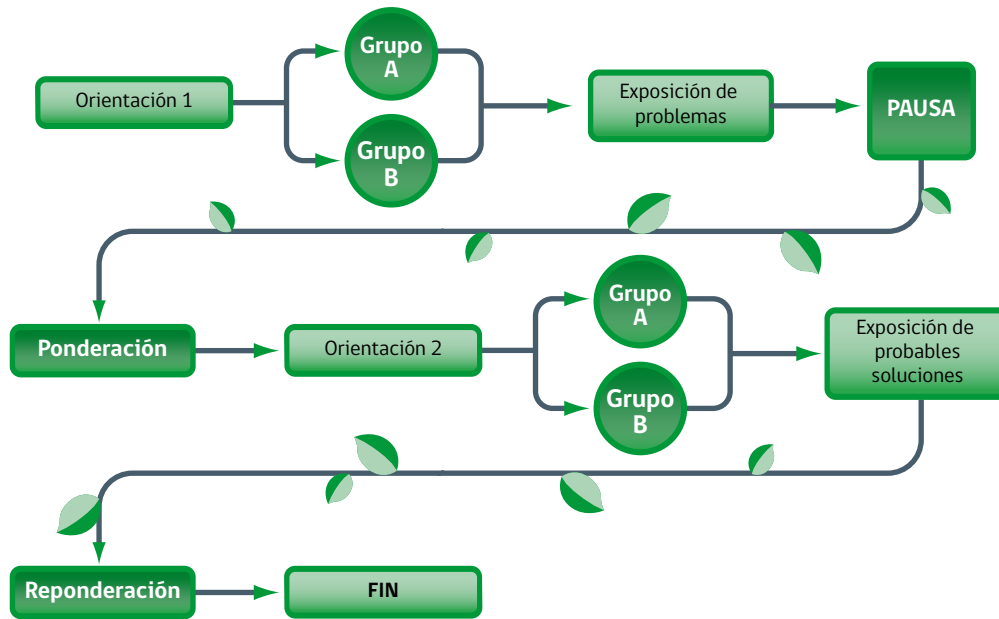 Orientación 1
Grupo
A
Grupo
B
Exposición de
problemas
PAUSA
Ponderación
Orientación 2
Grupo
A
Grupo
B
Exposición de
probables
soluciones
Reponderación
FIN